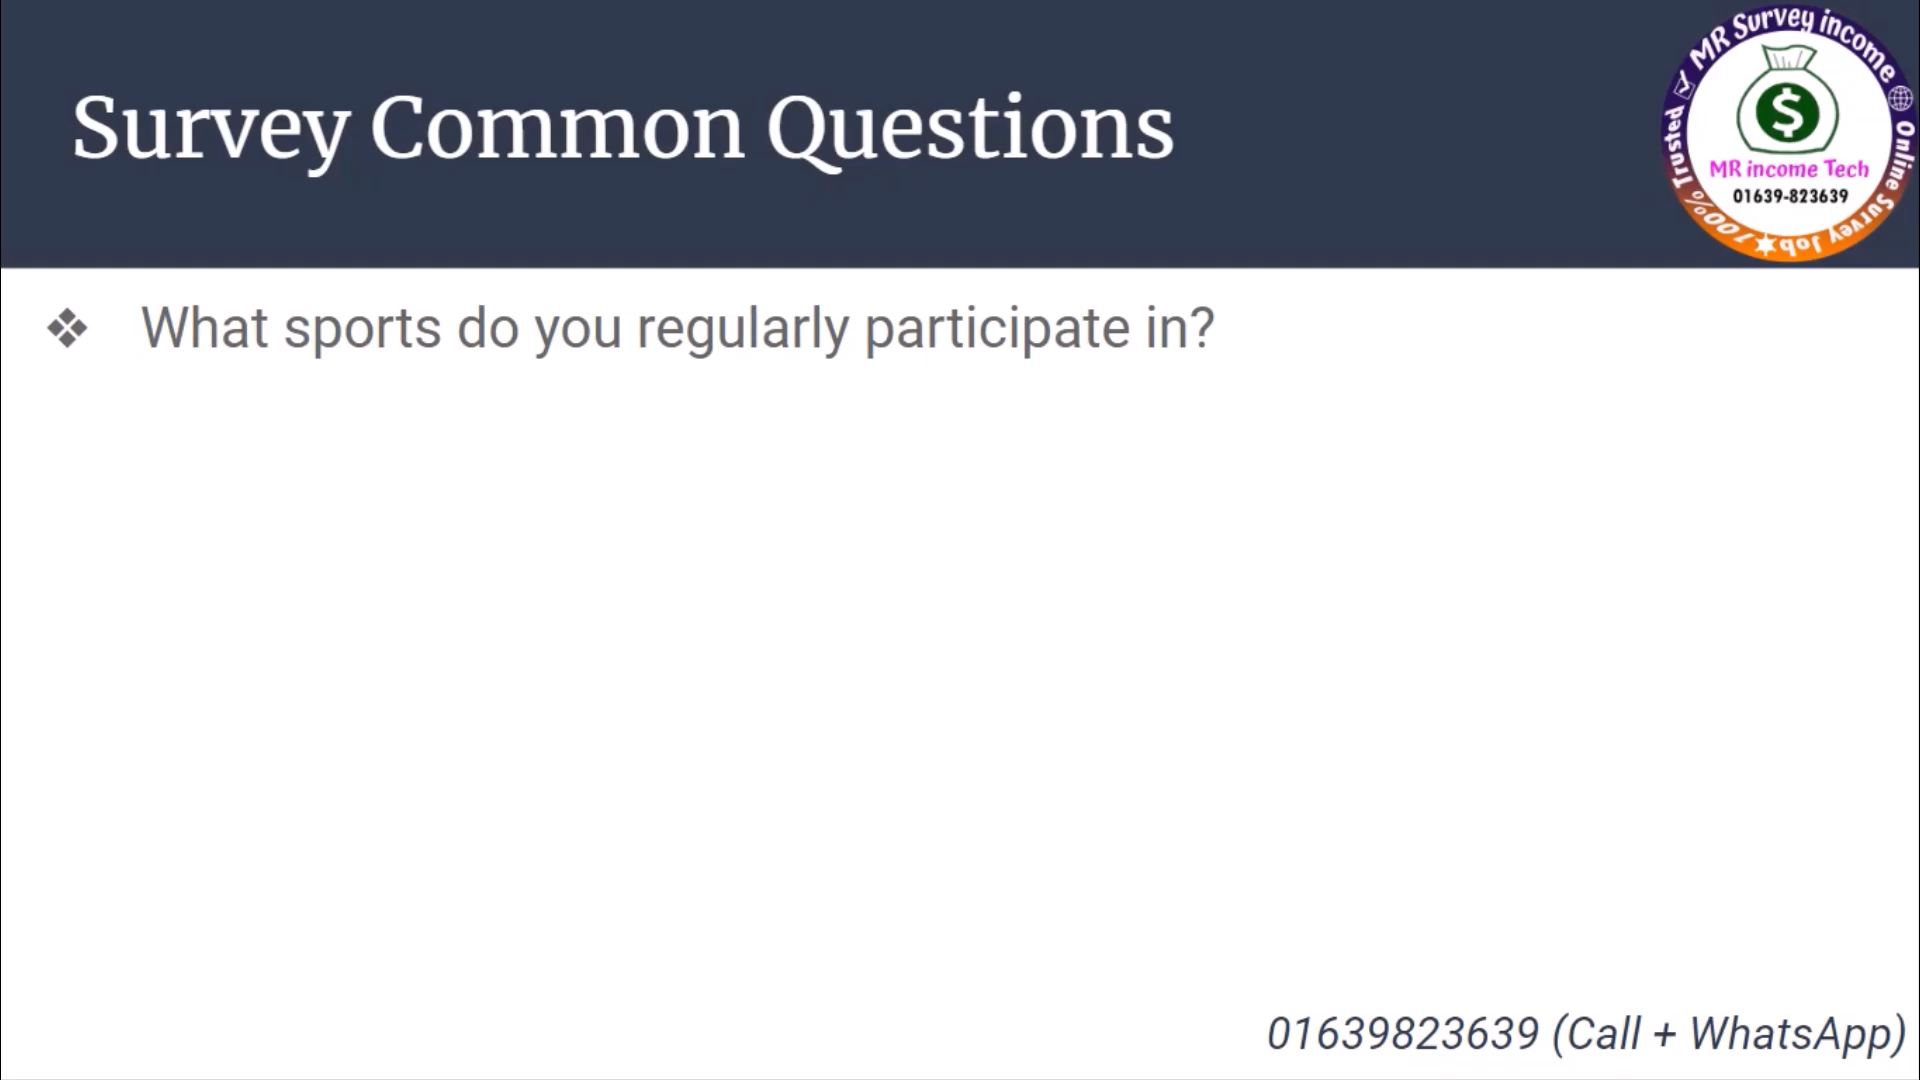 Survey Common Questions
MR Survey income
Online Survey Job
100% Trusted
$
MR income Tech
01639-823639
❖ What sports do you regularly participate in?
01639823639 (Call + WhatsApp)